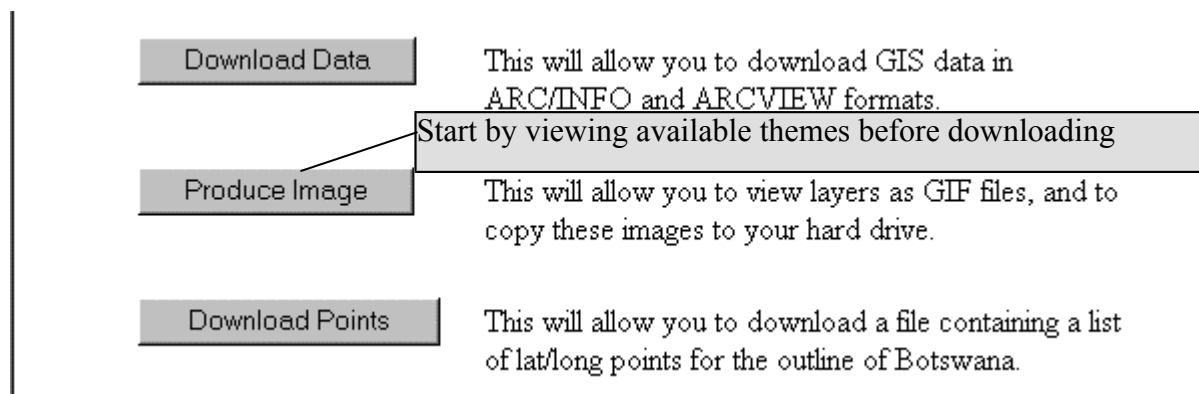 Download Data
This will allow you to download GIS data in
ARC/INFO and ARCVIEW formats.
Start by viewing available themes before downloading
Produce Image
This will allow you to view layers as GIF files, and to
copy these images to your hard drive.
Download Points
This will allow you to download a file containing a list
of lat/long points for the outline of Botswana.